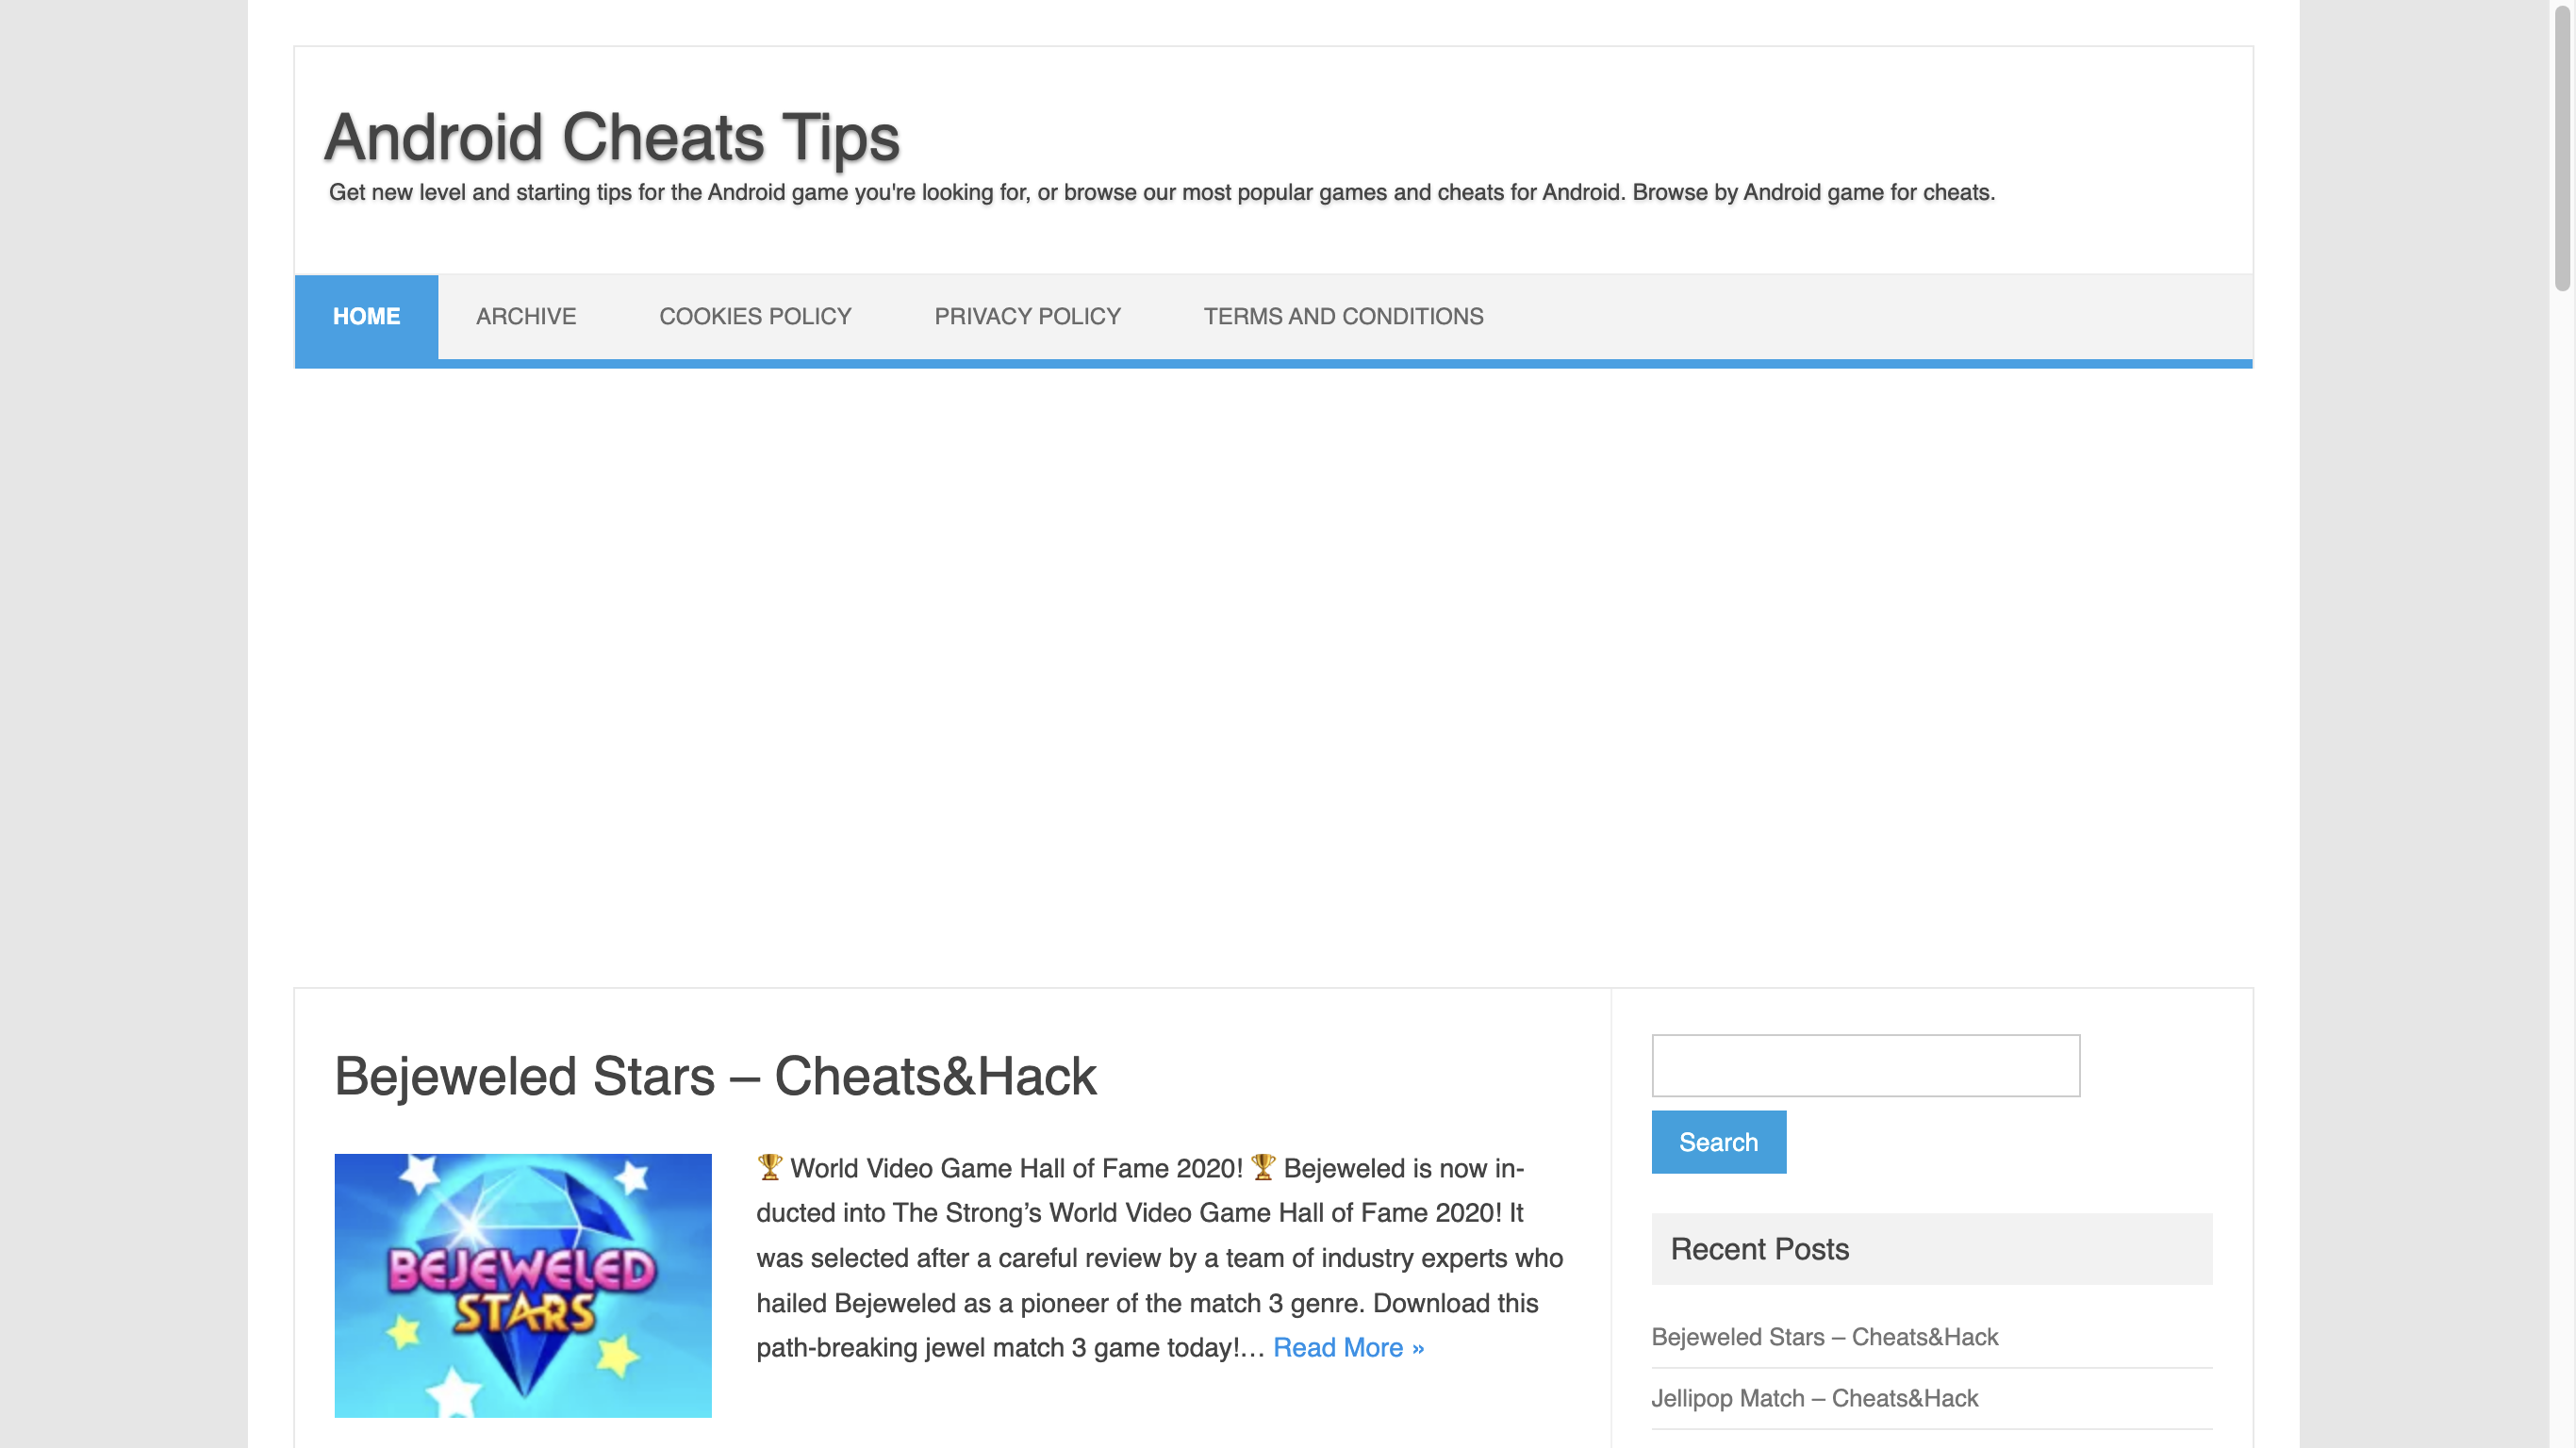 Android Cheats Tips
Get new level and starting tips for the Android game you're looking for, or browse our most popular games and cheats for Android. Browse by Android game for cheats.
HOME ARCHIVE COOKIES POLICY PRIVACY POLICY TERMS AND CONDITIONS
Bejeweled Stars – Cheats&Hack
BEJEWELED
STARS
🏆 World Video Game Hall of Fame 2020! 🏆 Bejeweled is now in-
ducted into The Strong’s World Video Game Hall of Fame 2020! It
was selected after a careful review by a team of industry experts who
hailed Bejeweled as a pioneer of the match 3 genre. Download this
path-breaking jewel match 3 game today!… Read More »
Search
Recent Posts
Bejeweled Stars – Cheats&Hack
Jellipop Match – Cheats&Hack